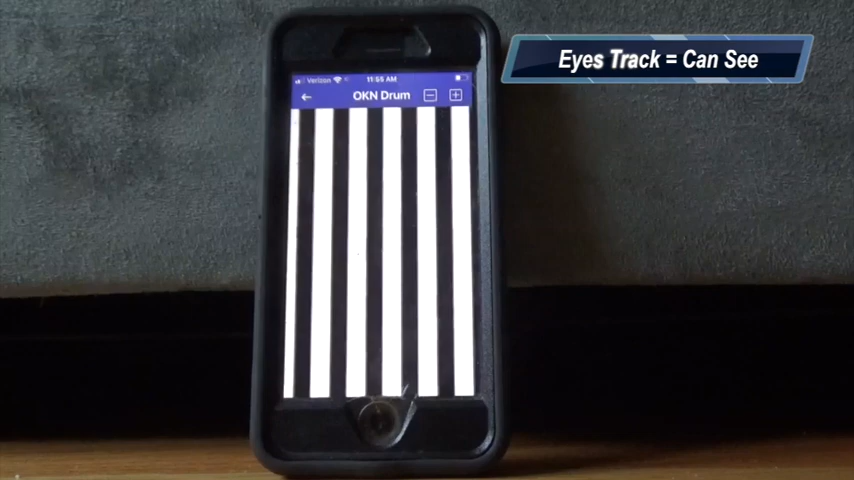 Eyes Track = Can See
Verizon 11:55 AM
OKN Drum